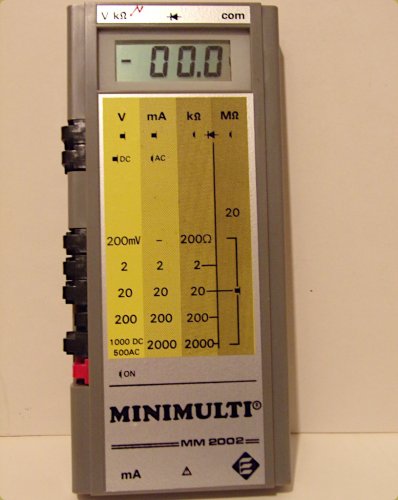 V kΩ com
- 00.0
V mA kΩ MΩ
DC AC
20
200mV – 200Ω
2 2 2
20 20 20
200 200 200
1000 DC 2000 2000
500AC
ON
MINIMULTI®
MM 2002
mA